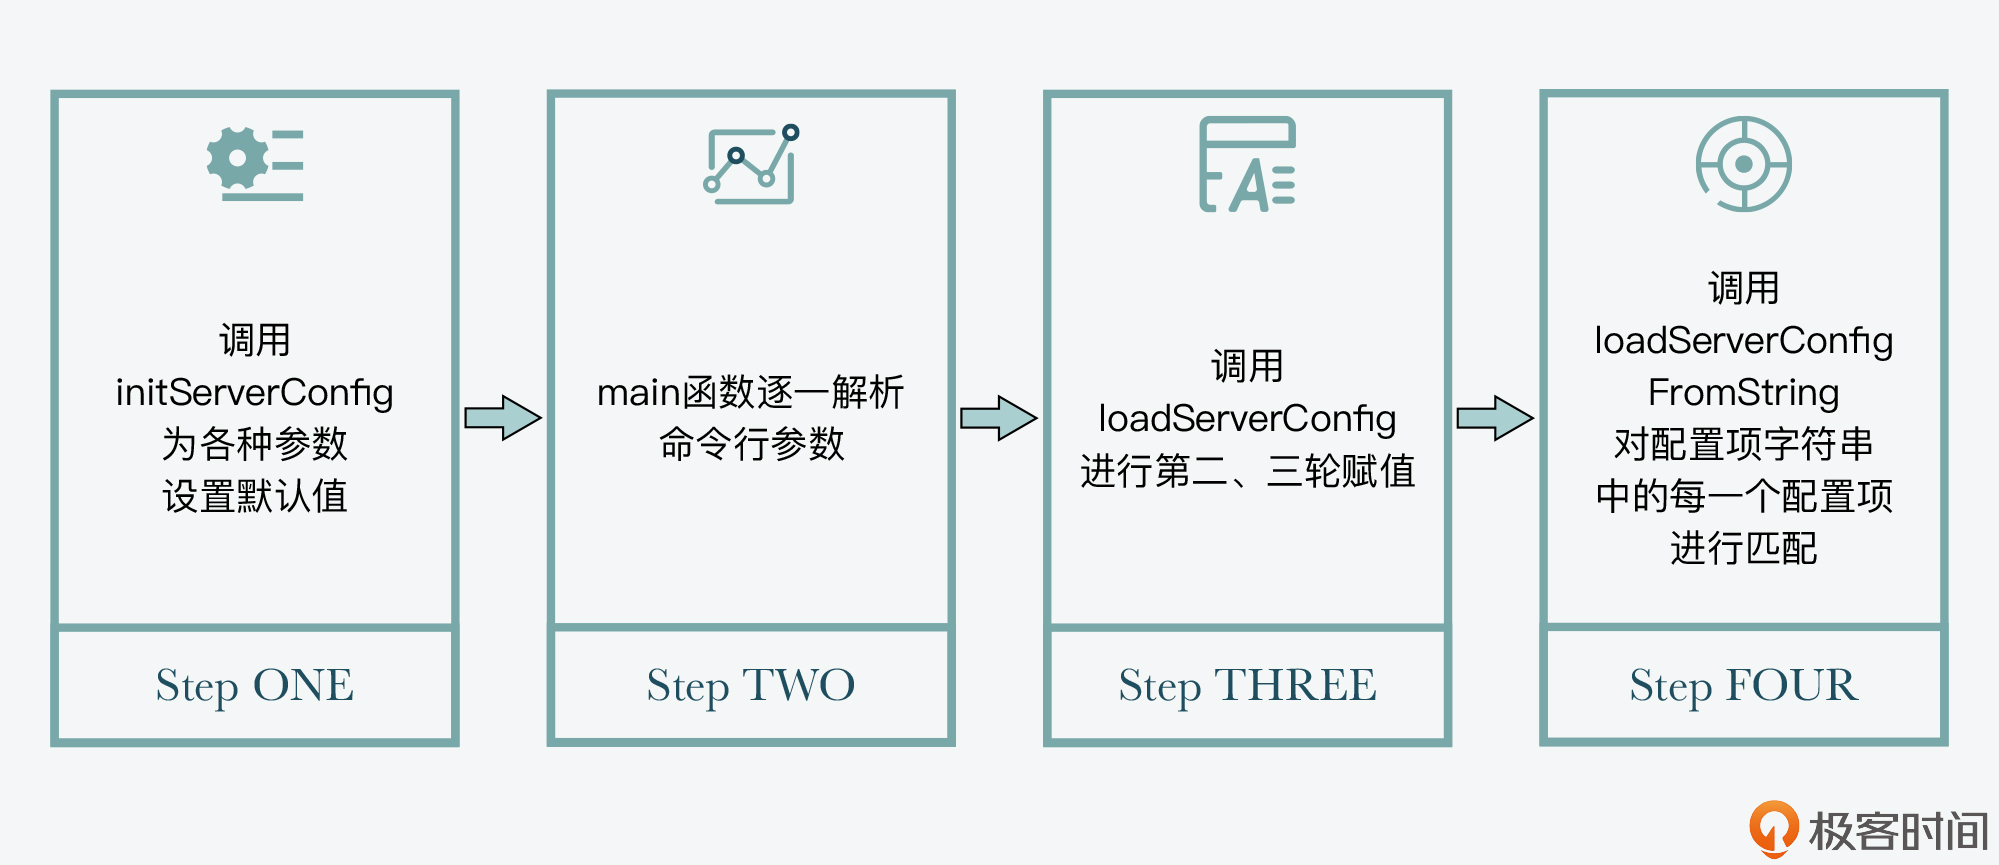 调用
initServerConfig
为各种参数
设置默认值
Step ONE
main函数逐一解析
命令行参数
Step TWO
调用
loadServerConfig
进行第二、三轮赋值
Step THREE
调用
loadServerConfig
FromString
对配置项字符串
中的每一个配置项
进行匹配
Step FOUR
极客时间